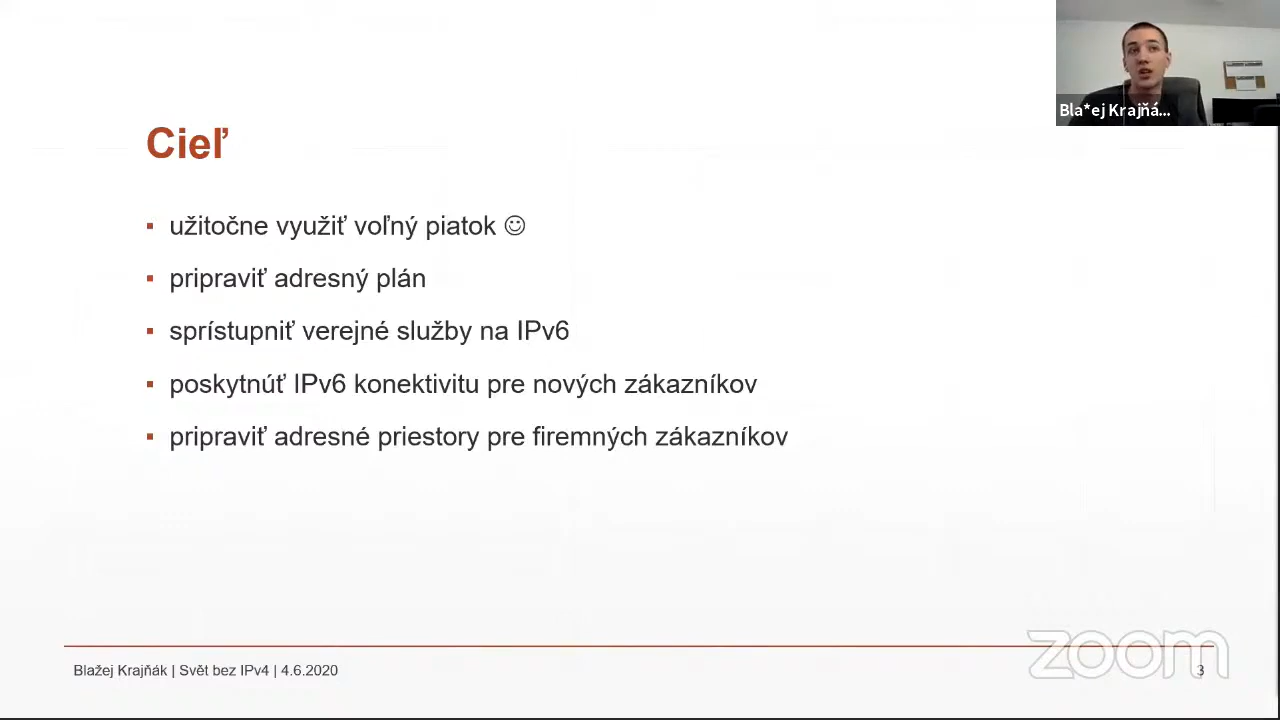 Bla*ej Krajňá...
Cieľ
užitočne využiť voľný piatok ☺
pripraviť adresný plán
sprístupniť verejné služby na IPv6
poskytnúť IPv6 konektivitu pre nových zákazníkov
pripraviť adresné priestory pre firemných zákazníkov
Blažej Krajňák | Svět bez IPv4 | 4.6.2020
zoom
3